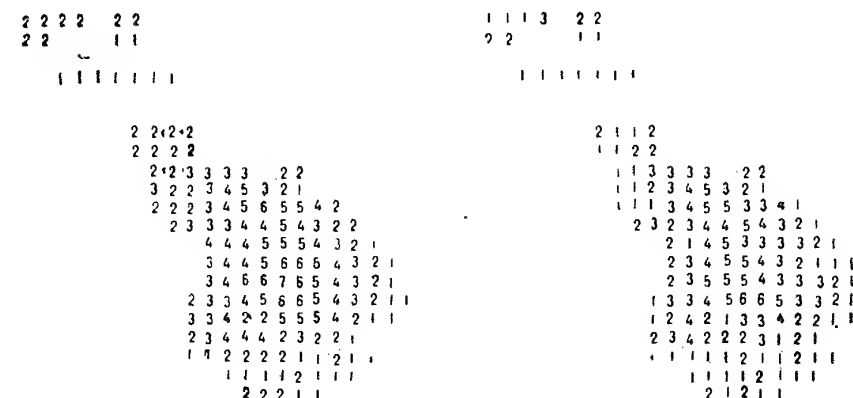 2 2 2 2 2 2 1 1 1 3 2 2
2 2 1 1 2 2 1 1
1 1 1 1 1 1 1 1 1 1 1 1 1 1
2 2 2 2 2 1 1 2
2 2 2 2 1 1 2 2
2 2 3 3 3 3 2 2 1 1 3 3 3 3 2 2
3 2 2 3 4 5 3 2 1 1 1 2 3 4 5 3 2 1
2 2 2 3 4 5 6 5 5 4 2 1 1 1 3 4 5 5 3 3 4 1
2 3 3 3 4 4 5 4 3 2 2 2 3 2 3 4 4 5 4 3 2 1
4 4 4 5 5 5 4 3 2 1 2 1 4 5 3 3 3 3 2 1
3 4 4 5 6 6 6 4 3 2 1 2 3 4 5 5 4 3 2 1 1 1
3 4 6 6 7 6 5 4 3 2 1 2 3 5 5 5 4 3 3 3 2 1
2 3 3 4 5 6 6 5 4 3 2 1 1 1 3 3 4 5 6 6 5 3 3 2 1
3 3 4 2 2 5 5 5 4 2 1 1 1 2 4 2 1 3 3 4 2 2 1 1
2 3 4 4 4 2 3 2 2 1 2 3 4 2 2 2 3 1 2 1
1 2 2 2 2 1 1 2 1 1 1 1 1 1 2 1 1 2 1 1
1 1 1 1 2 1 1 1 1 1 1 1 2 1 1 1
2 2 2 1 1 2 1 2 1 1